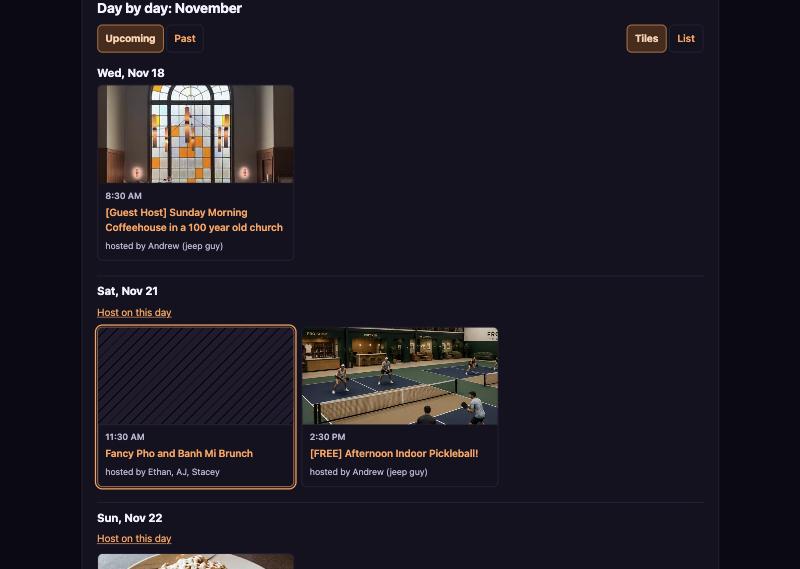 Day by day: November
Upcoming
Past
Tiles
List
Wed, Nov 18
8:30 AM
[Guest Host] Sunday Morning
Coffeehouse in a 100 year old church
hosted by Andrew (jeep guy)
Sat, Nov 21
Host on this day
11:30 AM
Fancy Pho and Banh Mi Brunch
hosted by Ethan, AJ, Stacey
2:30 PM
[FREE] Afternoon Indoor Pickleball!
hosted by Andrew (jeep guy)
Sun, Nov 22
Host on this day